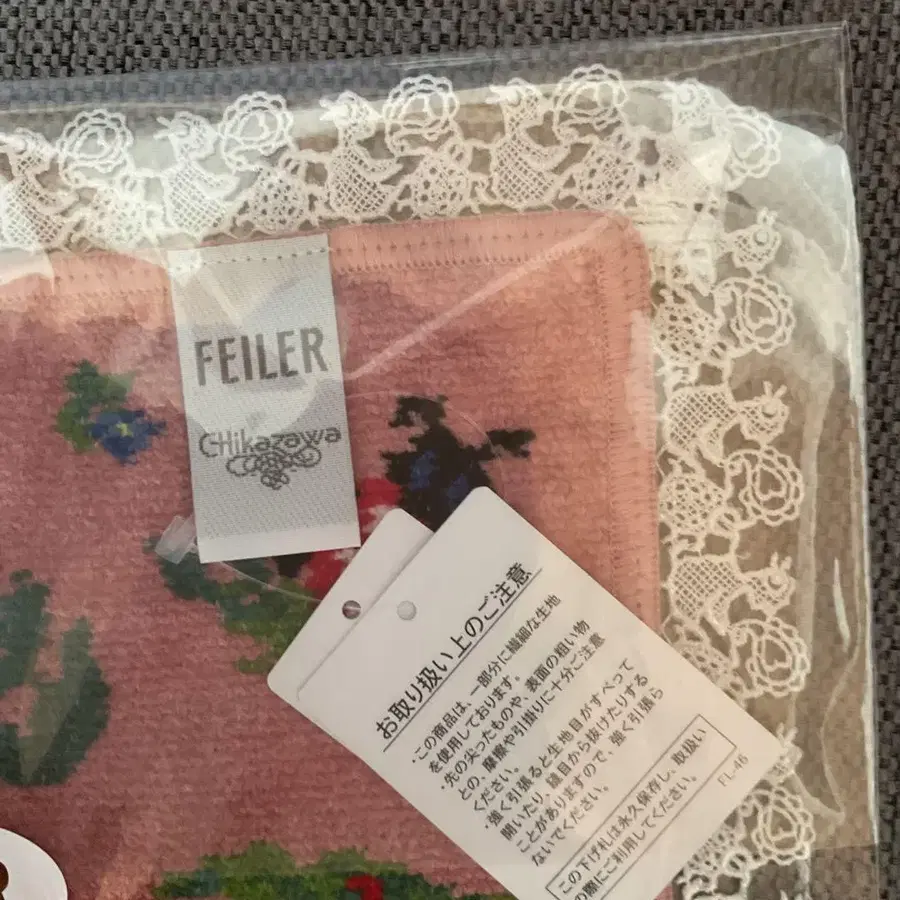 FEILER
CHikazawa
お取り扱い上のご注意
・この商品は、一部分に繊細な生地
を使用しております。
・先の尖ったものや、表面の粗い物
との、摩擦や引掛りに十分ご注意
ください。
・強く引張ると生地目がすべって
開いたり、縫目から抜けたりする
ことがありますので、強く引張ら
ないでください。
この下げ札は永久保存し、取扱い
の際にご利用してください。
FL-46